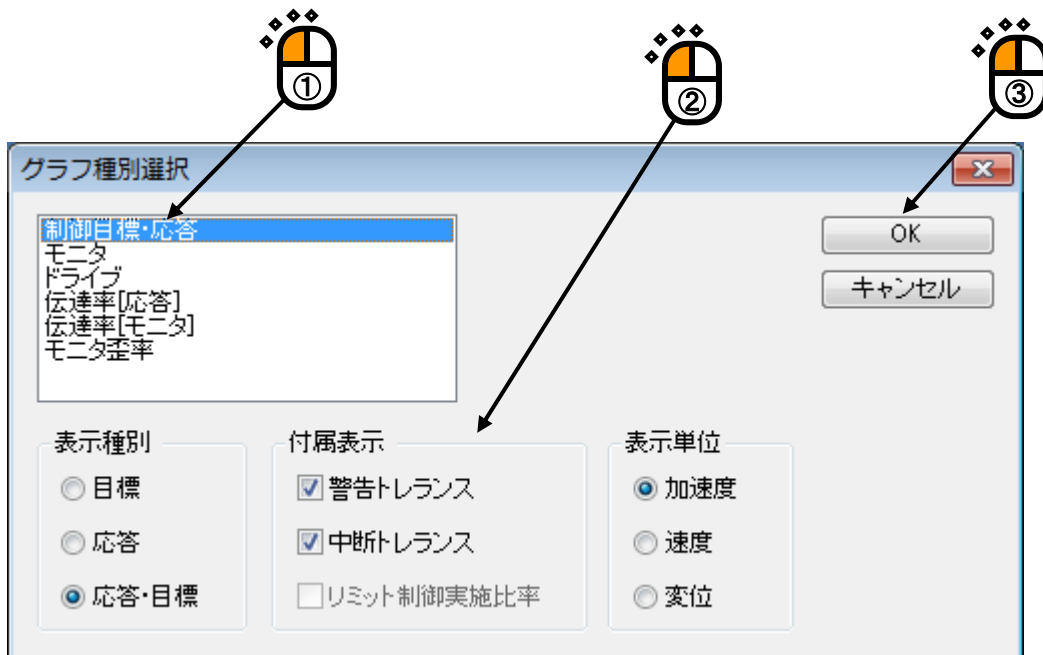 ① ② ③
グラフ種別選択
制御目標・応答
モニタ
ドライブ
伝達率[応答]
伝達率[モニタ]
モニタ歪率
OK
キャンセル
表示種別
目標
応答
応答・目標
付属表示
警告トレランス
中断トレランス
リミット制御実施比率
表示単位
加速度
速度
変位